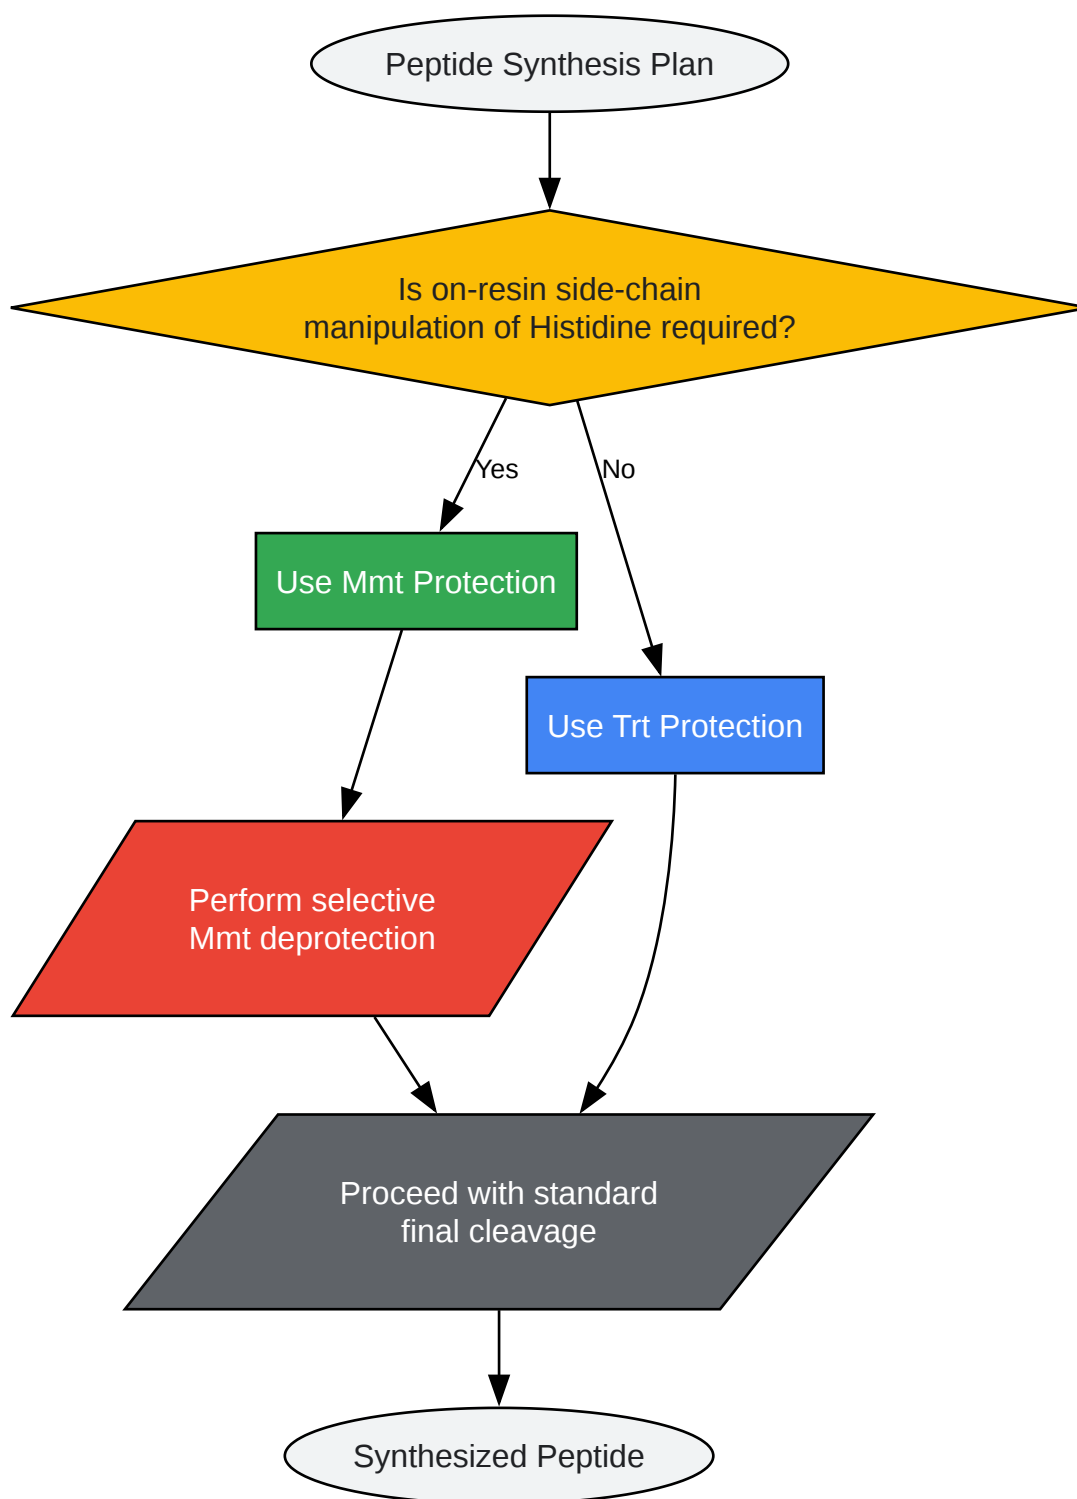 Peptide Synthesis Plan
Is on-resin side-chain
manipulation of Histidine required?
Yes
No
Use Mmt Protection
Use Trt Protection
Perform selective
Mmt deprotection
Proceed with standard
final cleavage
Synthesized Peptide